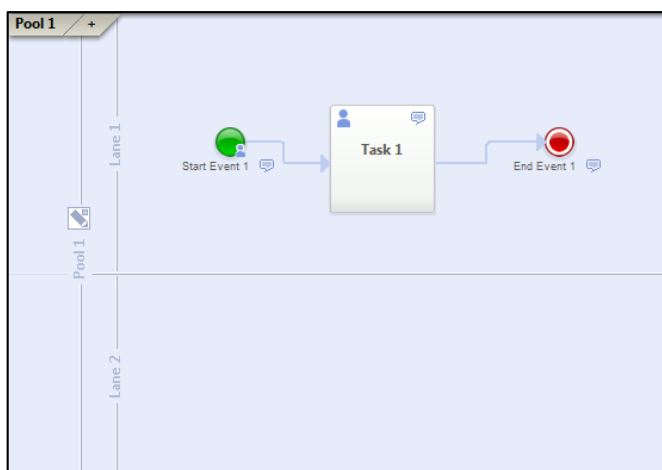 Pool 1 +
Lane 1
Task 1
Start Event 1
End Event 1
Pool 1
Lane 2